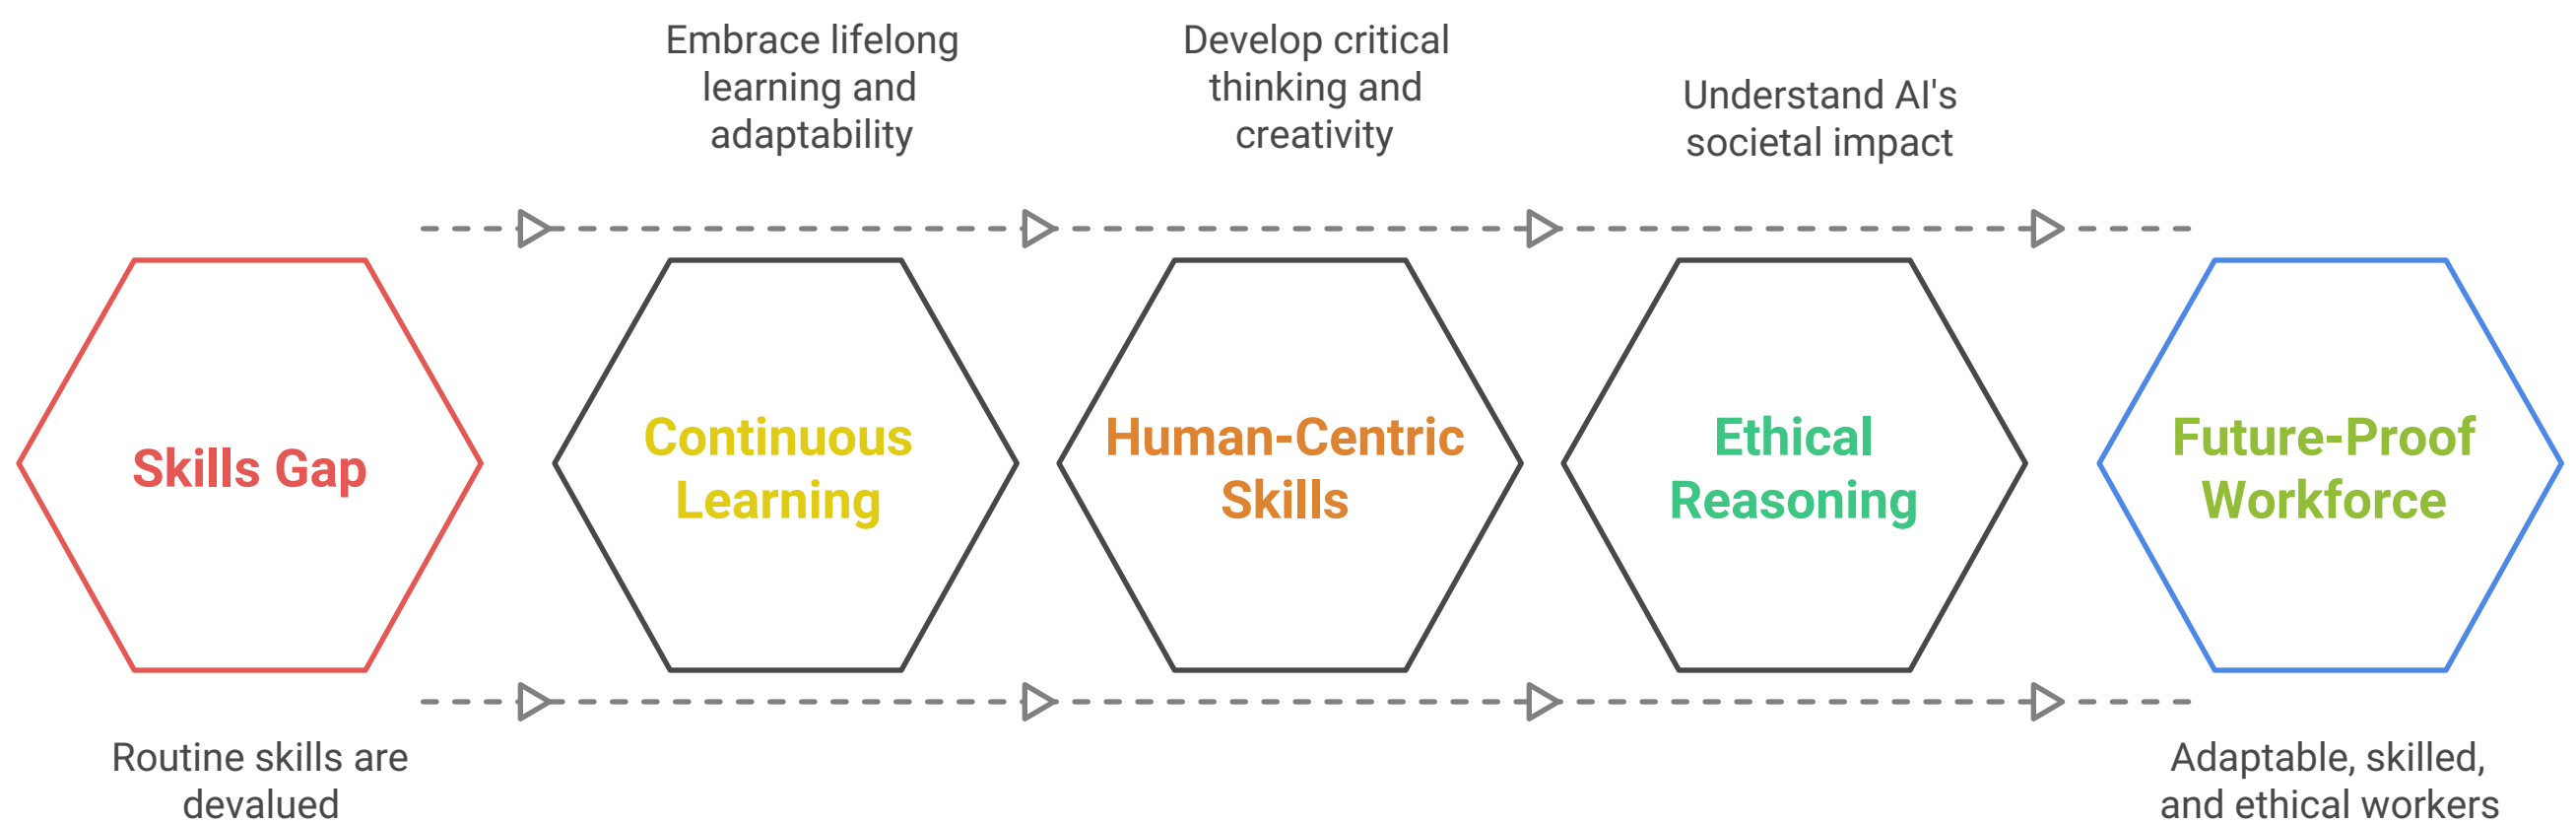 Embrace lifelong
learning and
adaptability
Develop critical
thinking and
creativity
Understand AI's
societal impact
Skills Gap
Continuous
Learning
Human-Centric
Skills
Ethical
Reasoning
Future-Proof
Workforce
Routine skills are
devalued
Adaptable, skilled,
and ethical workers